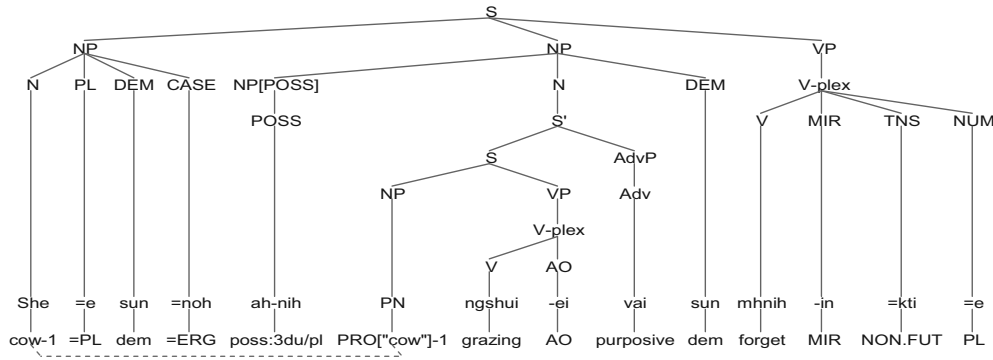 S
NP NP VP
N PL DEM CASE NP[POSS] N DEM V-plex
POSS S' V MIR TNS NUM
S AdvP
NP VP Adv
V-plex
V AO
She =e sun =noh ah-nih PN ngshui -ei vai sun mhnih -in =kti =e
cow-1 =PL dem =ERG poss:3du/pl PRO["cow"]-1 grazing AO purposive dem forget MIR NON.FUT PL